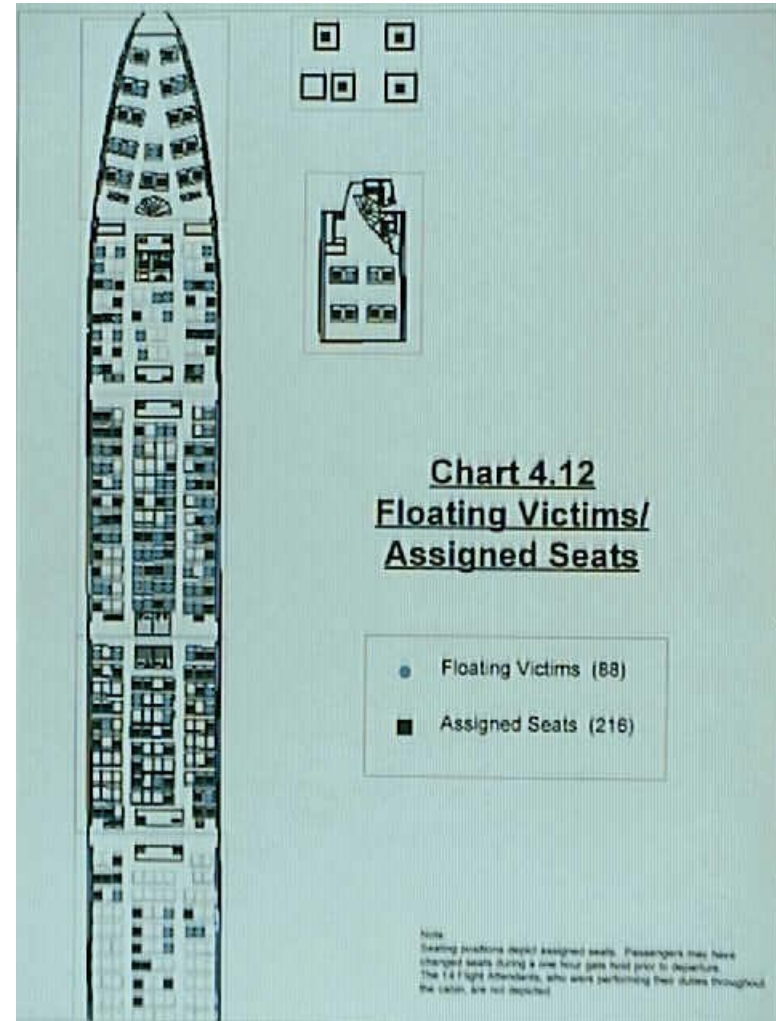 Chart 4.12
Floating Victims/
Assigned Seats
Floating Victims (88)
Assigned Seats (216)
Note
Seating positions depict assigned seats. Passengers may have
changed seats during a one hour gate hold prior to departure.
The 14 Flight Attendants, who were performing their duties throughout
the cabin, are not depicted.